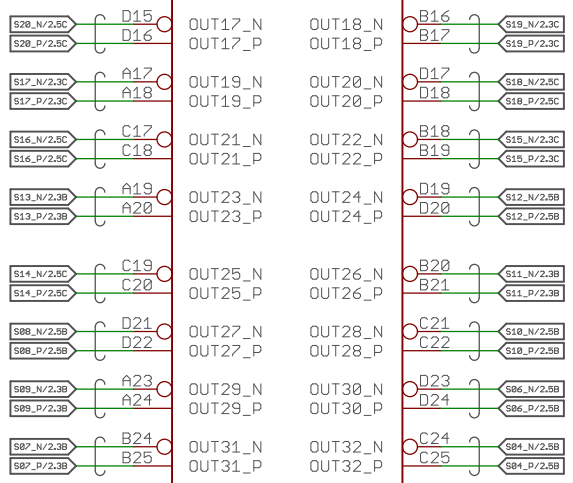 S20_N/2.5C D15 OUT17_N OUT18_N B16 S19_N/2.3C
S20_P/2.5C D16 OUT17_P OUT18_P B17 S19_P/2.3C
S17_N/2.3C A17 OUT19_N OUT20_N D17 S18_N/2.5C
S17_P/2.3C A18 OUT19_P OUT20_P D18 S18_P/2.5C
S16_N/2.5C C17 OUT21_N OUT22_N B18 S15_N/2.3C
S16_P/2.5C C18 OUT21_P OUT22_P B19 S15_P/2.3C
S13_N/2.3B A19 OUT23_N OUT24_N D19 S12_N/2.5B
S13_P/2.3B A20 OUT23_P OUT24_P D20 S12_P/2.5B
S14_N/2.5C C19 OUT25_N OUT26_N B20 S11_N/2.3B
S14_P/2.5C C20 OUT25_P OUT26_P B21 S11_P/2.3B
S08_N/2.5B D21 OUT27_N OUT28_N C21 S10_N/2.5B
S08_P/2.5B D22 OUT27_P OUT28_P C22 S10_P/2.5B
S09_N/2.3B A23 OUT29_N OUT30_N D23 S06_N/2.5B
S09_P/2.3B A24 OUT29_P OUT30_P D24 S06_P/2.5B
S07_N/2.3B B24 OUT31_N OUT32_N C24 S04_N/2.5B
S07_P/2.3B B25 OUT31_P OUT32_P C25 S04_P/2.5B